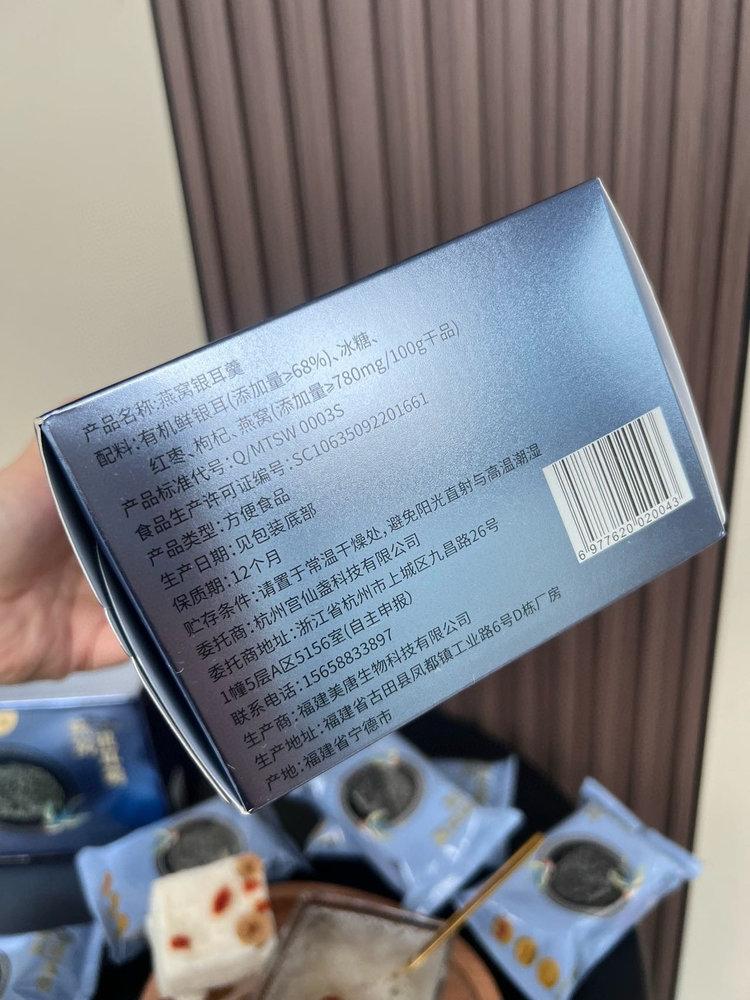 产品名称:燕窝银耳羹
配料:有机鲜银耳(添加量≥68%)、冰糖、
红枣、枸杞、燕窝(添加量≥780mg/100g干品)
产品标准代号:Q/MTSW 0003S
食品生产许可证编号:SC10635092201661
产品类型:方便食品
生产日期:见包装底部
保质期:12个月
贮存条件:请置于常温干燥处,避免阳光直射与高温潮湿
委托商:杭州宫仙盏科技有限公司
委托商地址:浙江省杭州市上城区九昌路26号
1幢5层A区5156室(自主申报)
联系电话:15658833897
生产商:福建美唐生物科技有限公司
生产地址:福建省古田县凤都镇工业路6号D栋厂房
产地:福建省宁德市
6 977620 020043